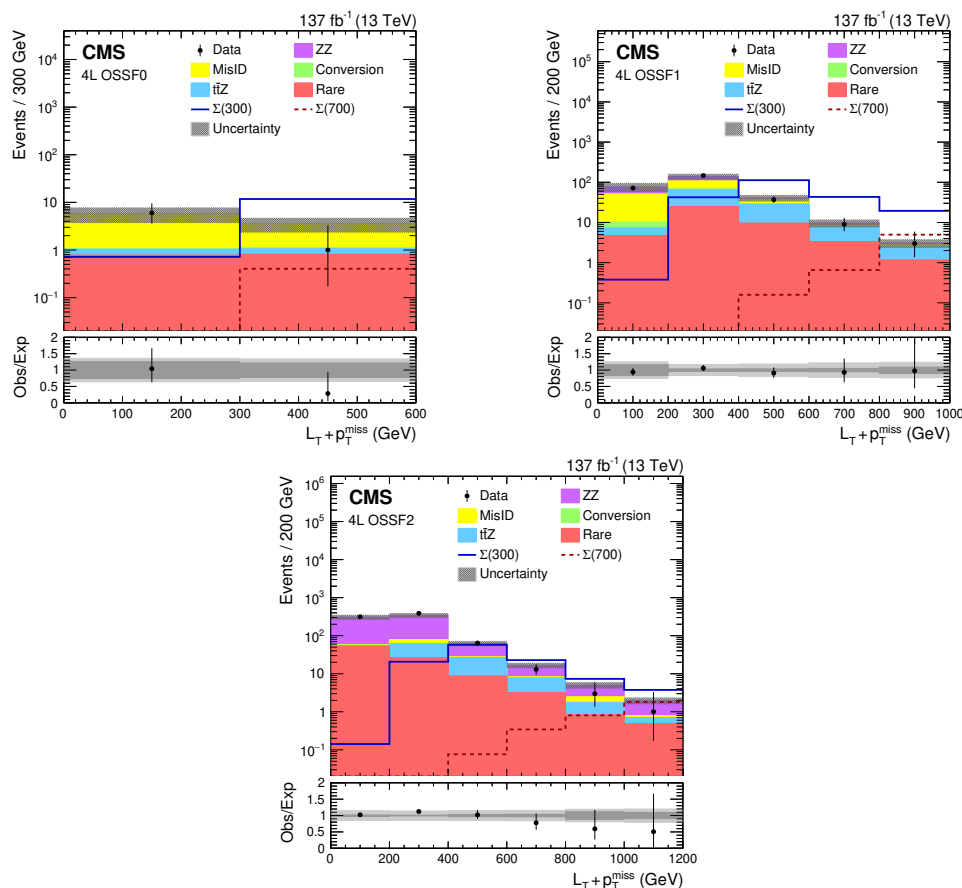 137 fb⁻¹ (13 TeV)
CMS
4L OSSF0
Data
ZZ
MisID
Conversion
tt̄Z
Rare
Σ(300)
Σ(700)
Uncertainty
Events / 300 GeV
10⁴
10³
10²
10
1
10⁻¹
Obs/Exp
2
1.5
1
0.5
0
0 100 200 300 400 500 600
L_T + p_T^miss (GeV)
137 fb⁻¹ (13 TeV)
CMS
4L OSSF1
Data
ZZ
MisID
Conversion
tt̄Z
Rare
Σ(300)
Σ(700)
Uncertainty
Events / 200 GeV
10⁵
10⁴
10³
10²
10
1
10⁻¹
Obs/Exp
2
1.5
1
0.5
0
0 100 200 300 400 500 600 700 800 900 1000
L_T + p_T^miss (GeV)
137 fb⁻¹ (13 TeV)
CMS
4L OSSF2
Data
ZZ
MisID
Conversion
tt̄Z
Rare
Σ(300)
Σ(700)
Uncertainty
Events / 200 GeV
10⁶
10⁵
10⁴
10³
10²
10
1
10⁻¹
Obs/Exp
2
1.5
1
0.5
0
0 200 400 600 800 1000 1200
L_T + p_T^miss (GeV)